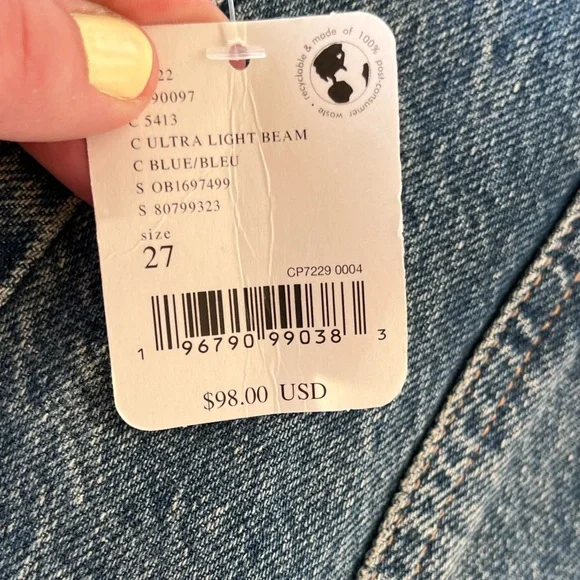 22
90097
C 5413
C ULTRA LIGHT BEAM
C BLUE/BLEU
S OB1697499
S 80799323
size
27
recyclable & made of 100% post-consumer waste •
CP7229 0004
1 96790 99038 3
$98.00 USD